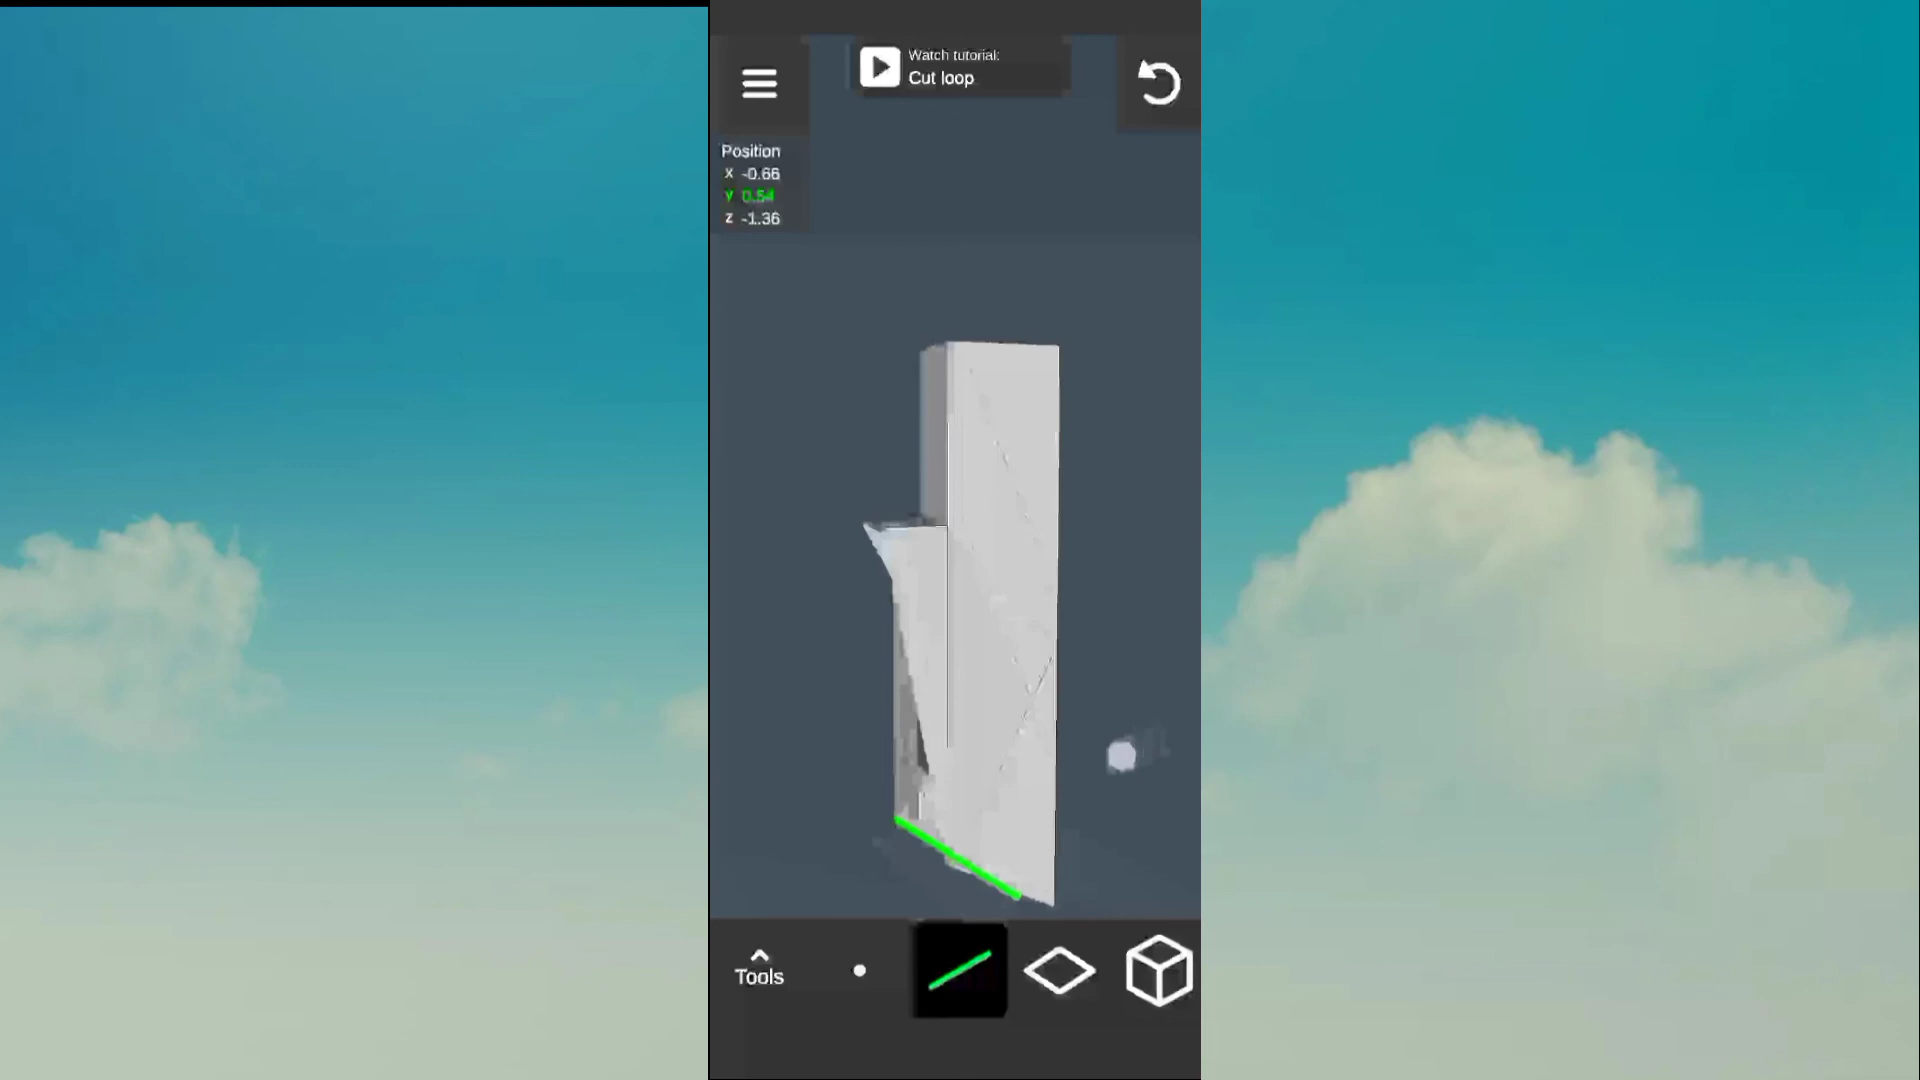 Watch tutorial:
Cut loop
Position
X -0.66
Y 0.54
Z -1.36
Tools